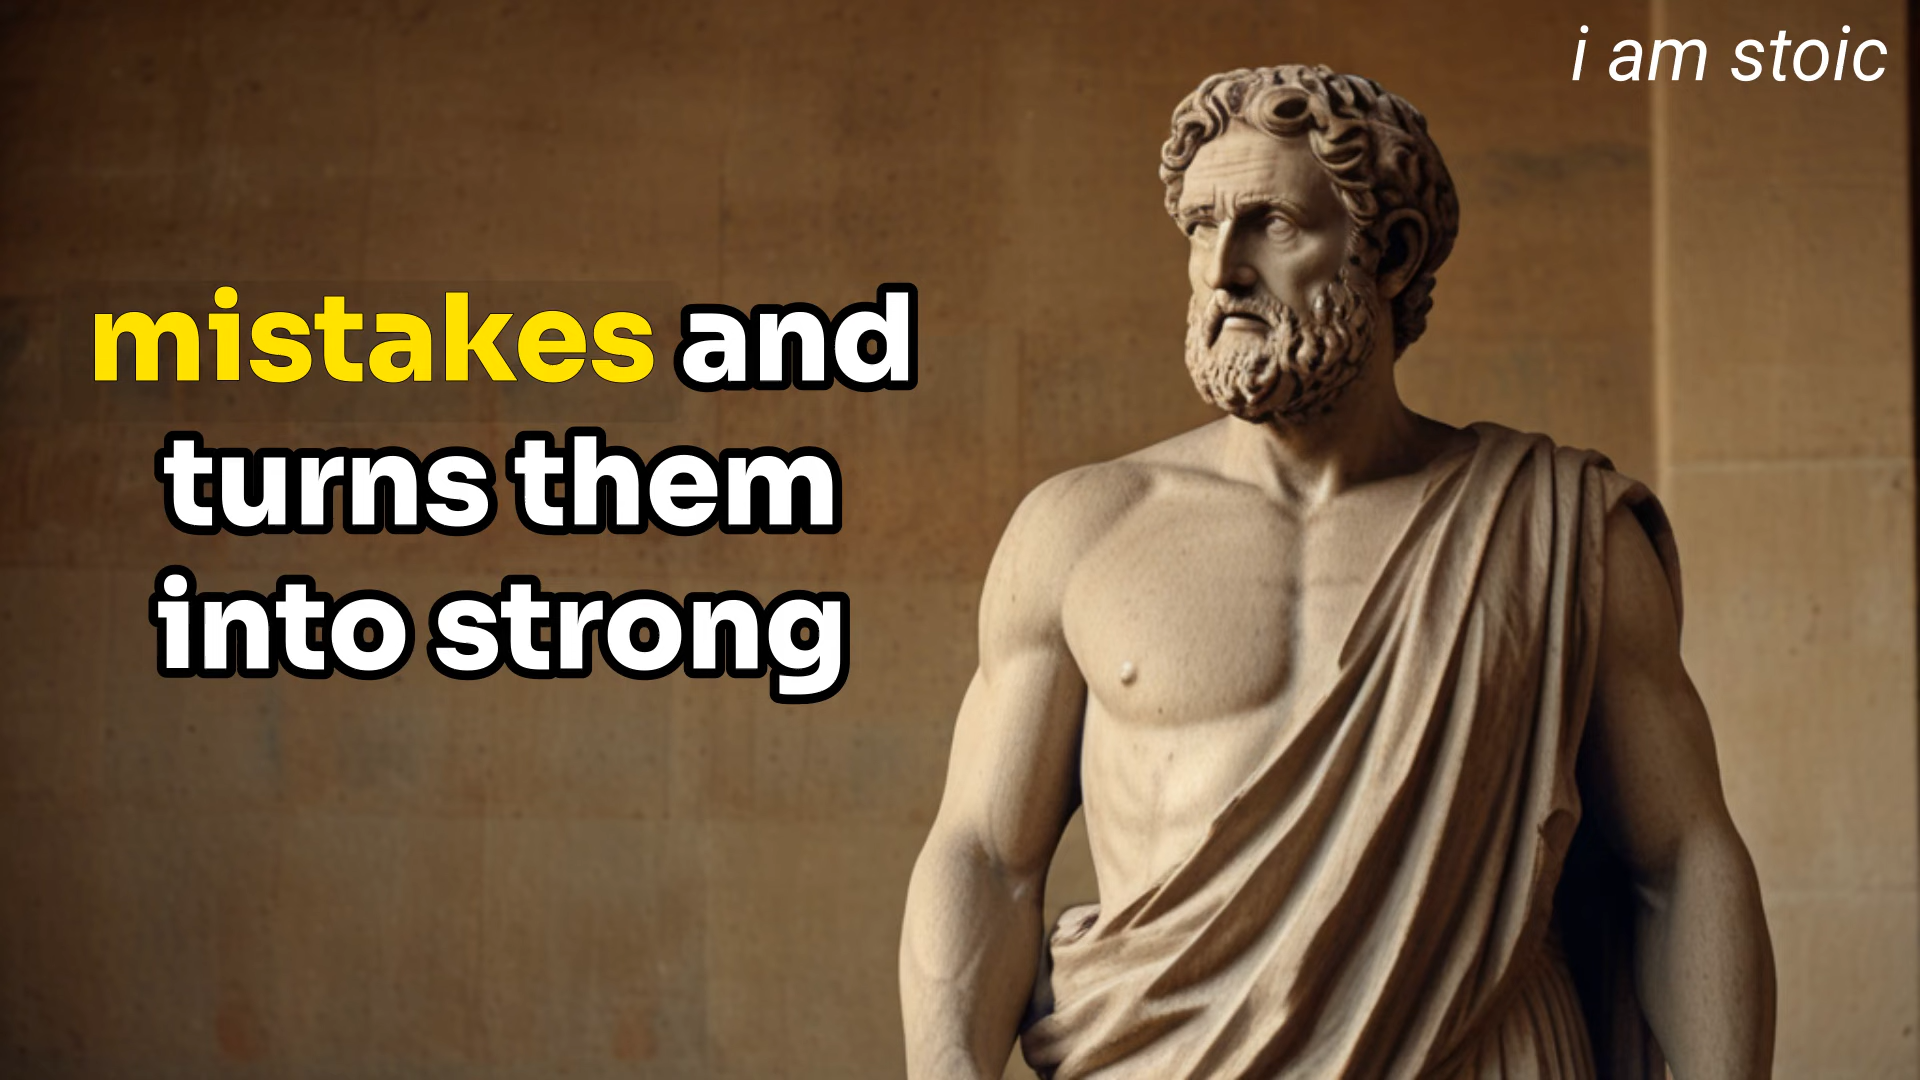 i am stoic
mistakes and
turns them
into strong